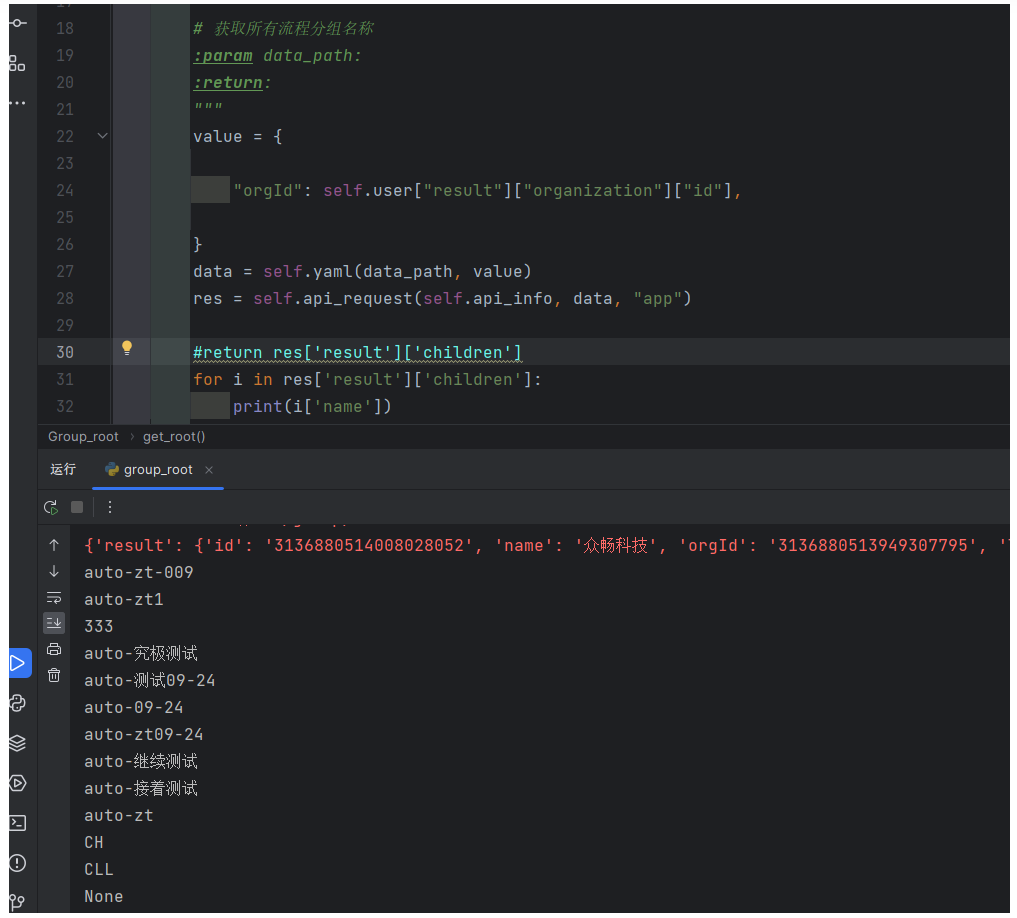 18 # 获取所有流程分组名称
19 :param data_path:
20 :return:
21 """
22 value = {
23
24 "orgId": self.user["result"]["organization"]["id"],
25
26 }
27 data = self.yaml(data_path, value)
28 res = self.api_request(self.api_info, data, "app")
29
30 #return res['result']['children']
31 for i in res['result']['children']:
32 print(i['name'])
Group_root › get_root()
运行 group_root ×
{'result': {'id': '3136880514008028052', 'name': '众畅科技', 'orgId': '3136880513949307795',
auto-zt-009
auto-zt1
333
auto-究极测试
auto-测试09-24
auto-09-24
auto-zt09-24
auto-继续测试
auto-接着测试
auto-zt
CH
CLL
None